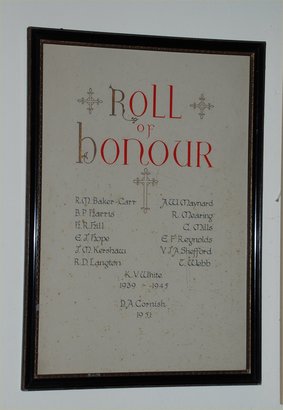 Roll
of
honour
R.M. Baker-Carr A.W. Maynard
B.P. Harris R. Mearing
H.R. Hill C. Mills
E.J. Hope E.F. Reynolds
J.M. Kershaw V.J.A. Shefford
R.D. Langton T. Webb
K.V. White
1939 - 1945
D.A. Cornish
1951